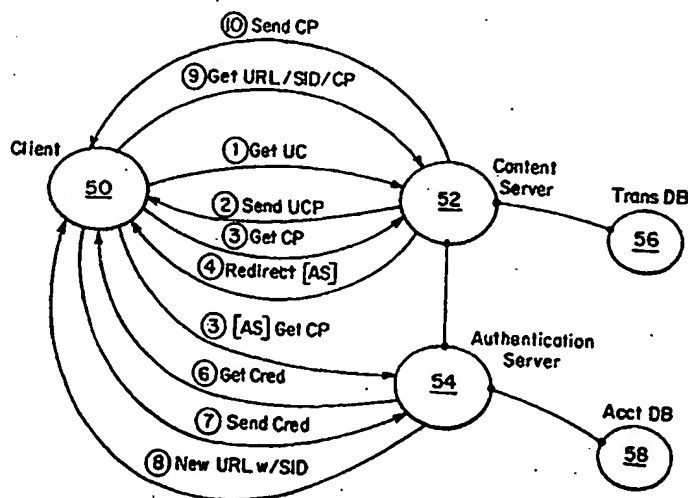 ⑩ Send CP
⑨ Get URL/SID/CP
Client
① Get UC
50
② Send UCP
③ Get CP
④ Redirect [AS]
③ [AS] Get CP
⑥ Get Cred
⑦ Send Cred
⑧ New URL w/SID
Content
Server
52
Trans DB
56
Authentication
Server
54
Acct DB
58